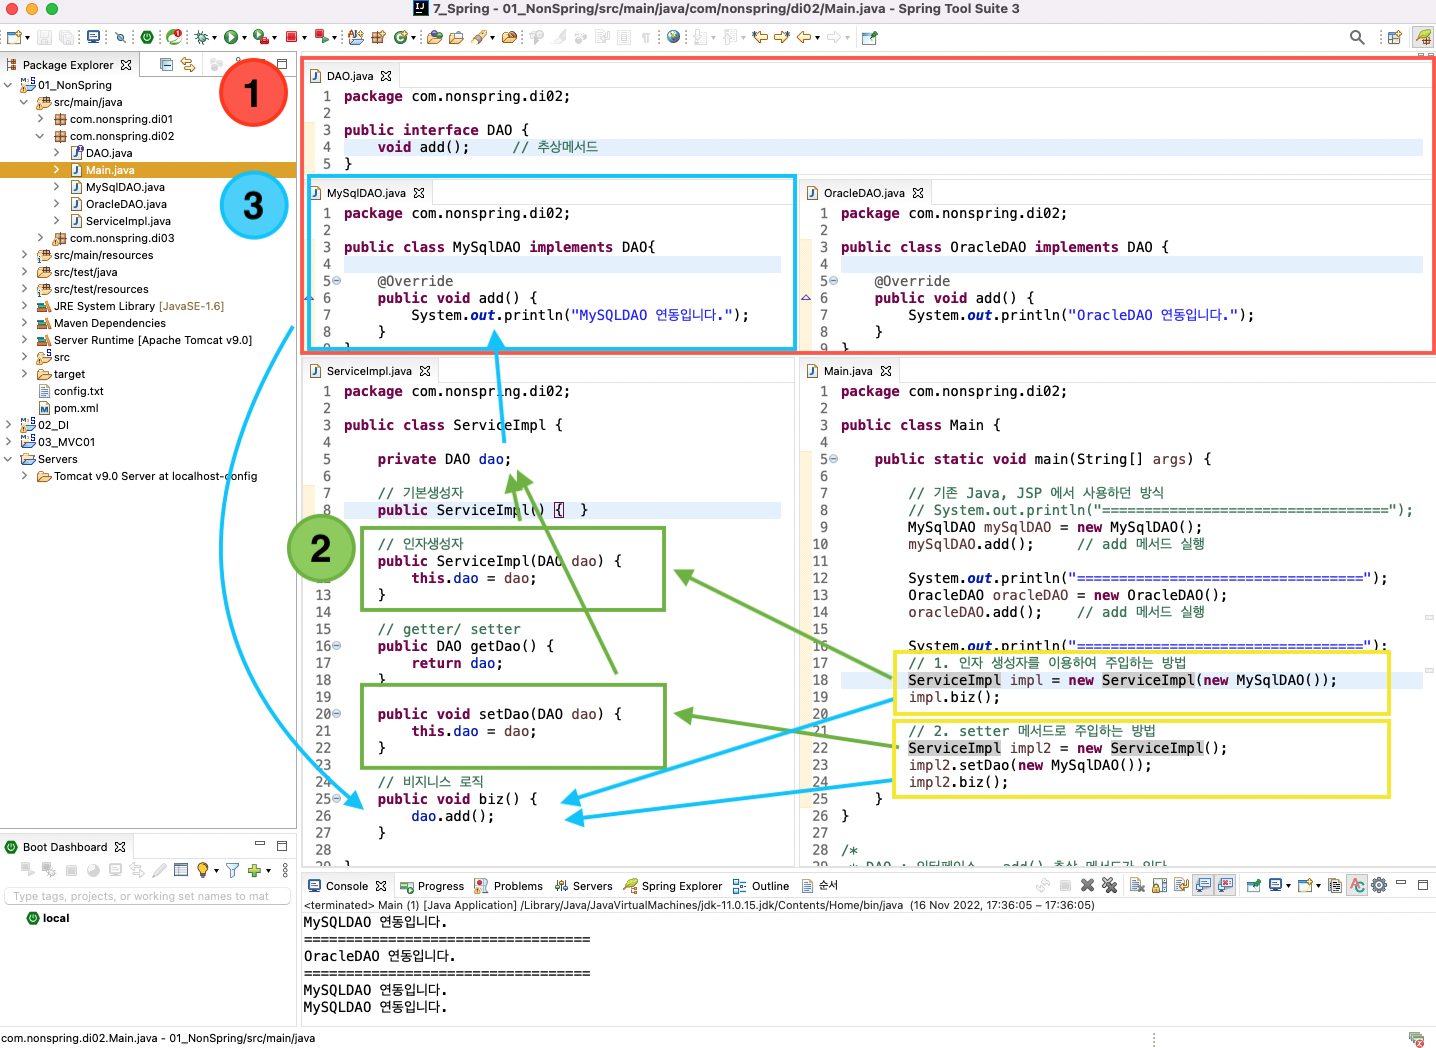 7_Spring - 01_NonSpring/src/main/java/com/nonspring/di02/Main.java - Spring Tool Suite 3
Package Explorer
01_NonSpring
src/main/java
com.nonspring.di01
com.nonspring.di02
DAO.java
Main.java
MySqlDAO.java
OracleDAO.java
ServiceImpl.java
com.nonspring.di03
src/main/resources
src/test/java
src/test/resources
JRE System Library [JavaSE-1.6]
Maven Dependencies
Server Runtime [Apache Tomcat v9.0]
src
target
config.txt
pom.xml
02_DI
03_MVC01
Servers
Tomcat v9.0 Server at localhost-config
1
3
2
DAO.java
1 package com.nonspring.di02;
2
3 public interface DAO {
4 void add(); // 추상메서드
5 }
MySqlDAO.java
1 package com.nonspring.di02;
2
3 public class MySqlDAO implements DAO{
4
5 @Override
6 public void add() {
7 System.out.println("MySQLDAO 연동입니다.");
8 }
9 }
OracleDAO.java
1 package com.nonspring.di02;
2
3 public class OracleDAO implements DAO {
4
5 @Override
6 public void add() {
7 System.out.println("OracleDAO 연동입니다.");
8 }
9 }
ServiceImpl.java
1 package com.nonspring.di02;
2
3 public class ServiceImpl {
4
5 private DAO dao;
6
7 // 기본생성자
8 public ServiceImpl() { }
// 인자생성자
public ServiceImpl(DAO dao) {
12 this.dao = dao;
13 }
14
15 // getter/ setter
16 public DAO getDao() {
17 return dao;
18 }
19
20 public void setDao(DAO dao) {
21 this.dao = dao;
22 }
23
24 // 비지니스 로직
25 public void biz() {
26 dao.add();
27 }
28
29 }
Main.java
1 package com.nonspring.di02;
2
3 public class Main {
4
5 public static void main(String[] args) {
6
7 // 기존 Java, JSP 에서 사용하던 방식
8 // System.out.println("==================================");
9 MySqlDAO mySqlDAO = new MySqlDAO();
10 mySqlDAO.add(); // add 메서드 실행
11
12 System.out.println("==================================");
13 OracleDAO oracleDAO = new OracleDAO();
14 oracleDAO.add(); // add 메서드 실행
15
16 System.out.println("==================================");
17 // 1. 인자 생성자를 이용하여 주입하는 방법
18 ServiceImpl impl = new ServiceImpl(new MySqlDAO());
19 impl.biz();
20
21 // 2. setter 메서드로 주입하는 방법
22 ServiceImpl impl2 = new ServiceImpl();
23 impl2.setDao(new MySqlDAO());
24 impl2.biz();
25 }
26 }
27
28 /*
29 * DAO : 인터페이스 - add() 추상 메서드가 있다
Boot Dashboard
Type tags, projects, or working set names to mat
local
Console
Progress
Problems
Servers
Spring Explorer
Outline
순서
<terminated> Main (1) [Java Application] /Library/Java/JavaVirtualMachines/jdk-11.0.15.jdk/Contents/Home/bin/java (16 Nov 2022, 17:36:05 – 17:36:05)
MySQLDAO 연동입니다.
==================================
OracleDAO 연동입니다.
==================================
MySQLDAO 연동입니다.
MySQLDAO 연동입니다.
com.nonspring.di02.Main.java - 01_NonSpring/src/main/java